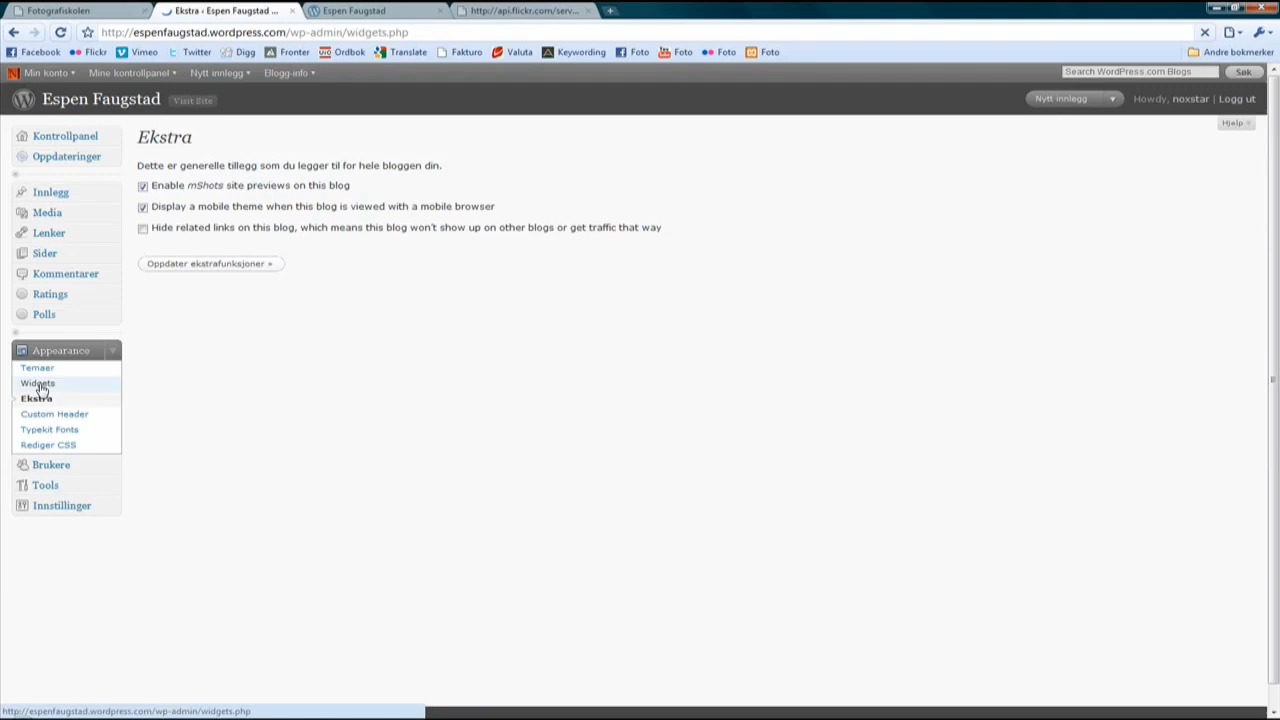 Fotografiskolen
Ekstra ‹ Espen Faugstad ...
Espen Faugstad
http://api.flickr.com/serv...
http://espenfaugstad.wordpress.com/wp-admin/widgets.php
Facebook Flickr Vimeo Twitter Digg Fronter Ordbok Translate Fakturo Valuta Keywording Foto Foto Foto Foto Andre bokmerker
Min konto Mine kontrollpanel Nytt innlegg Blogg-info Search WordPress.com Blogs Søk
Espen Faugstad Visit Site Nytt innlegg Howdy, noxstar | Logg ut
Hjelp
Kontrollpanel
Oppdateringer
Innlegg
Media
Lenker
Sider
Kommentarer
Ratings
Polls
Appearance
Temaer
Widgets
Ekstra
Custom Header
Typekit Fonts
Rediger CSS
Brukere
Tools
Innstillinger
Ekstra
Dette er generelle tillegg som du legger til for hele bloggen din.
Enable mShots site previews on this blog
Display a mobile theme when this blog is viewed with a mobile browser
Hide related links on this blog, which means this blog won't show up on other blogs or get traffic that way
Oppdater ekstrafunksjoner »
http://espenfaugstad.wordpress.com/wp-admin/widgets.php